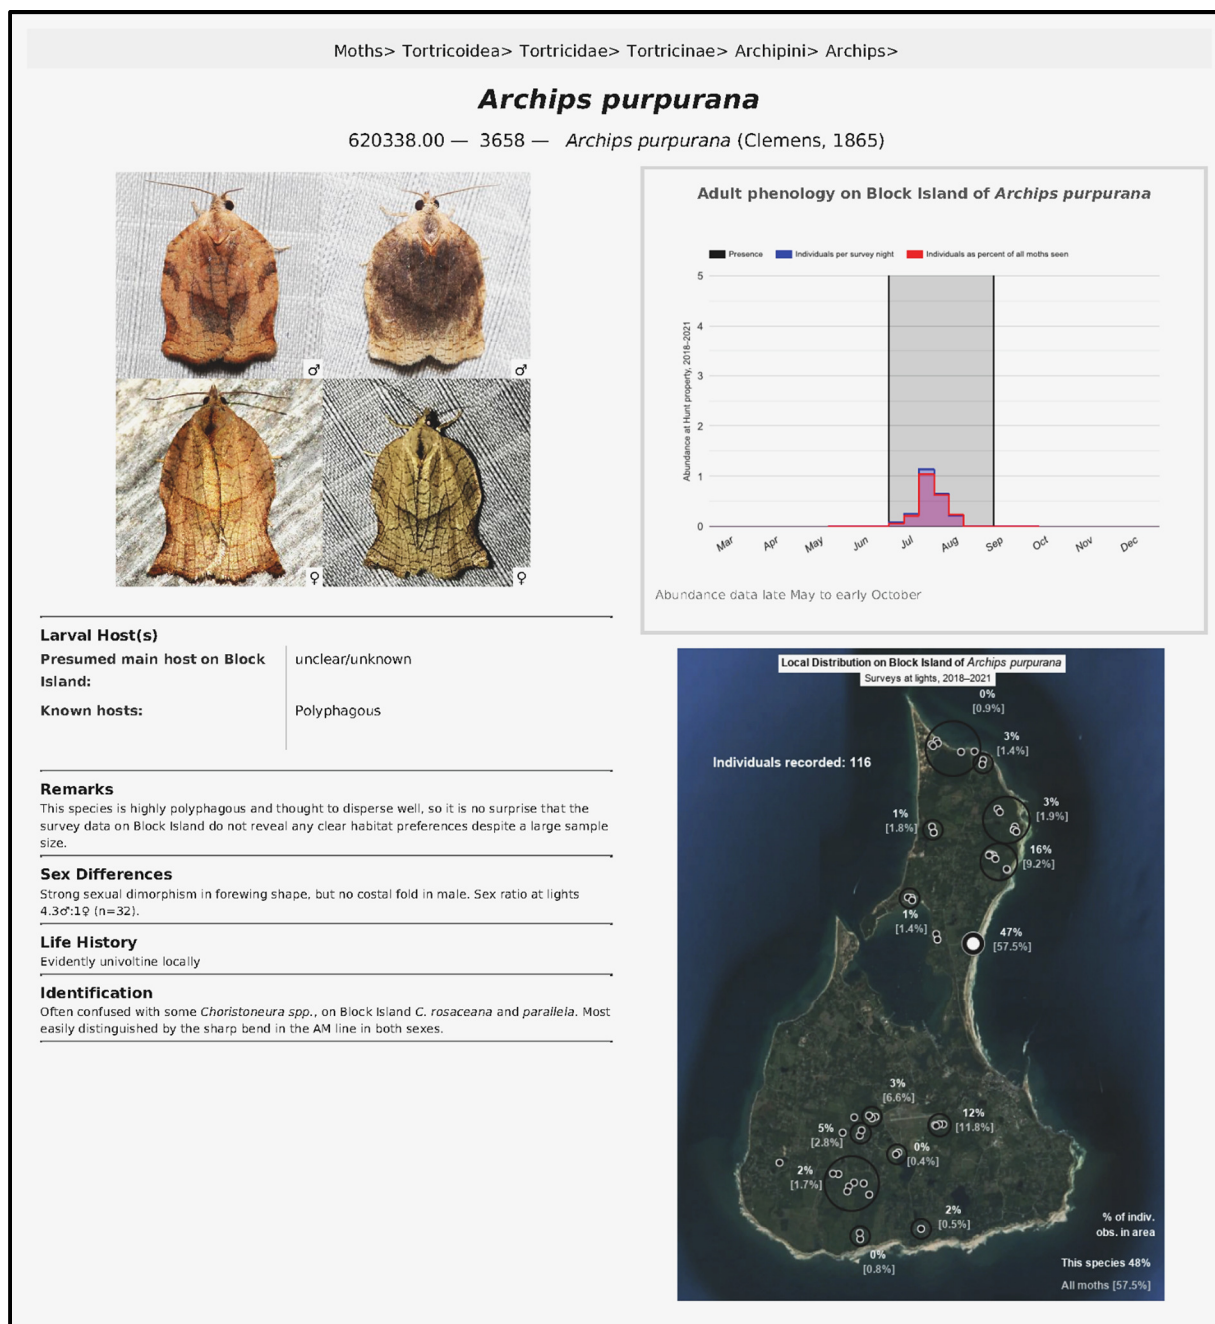 Moths> Tortricoidea> Tortricidae> Tortricinae> Archipini> Archips>
Archips purpurana
620338.00 — 3658 — Archips purpurana (Clemens, 1865)
♂
♂
♀
♀
Larval Host(s)
Presumed main host on Block Island:
unclear/unknown
Known hosts:
Polyphagous
Remarks
This species is highly polyphagous and thought to disperse well, so it is no surprise that the
survey data on Block Island do not reveal any clear habitat preferences despite a large sample
size.
Sex Differences
Strong sexual dimorphism in forewing shape, but no costal fold in male. Sex ratio at lights
4.3♂:1♀ (n=32).
Life History
Evidently univoltine locally
Identification
Often confused with some Choristoneura spp., on Block Island C. rosaceana and parallela. Most
easily distinguished by the sharp bend in the AM line in both sexes.
Adult phenology on Block Island of Archips purpurana
Presence
Individuals per survey night
Individuals as percent of all moths seen
Abundance at Hunt property, 2018–2021
5
4
3
2
1
0
Mar
Apr
May
Jun
Jul
Aug
Sep
Oct
Nov
Dec
Abundance data late May to early October
Local Distribution on Block Island of Archips purpurana
Surveys at lights, 2018–2021
0%
[0.9%]
3%
[1.4%]
Individuals recorded: 116
3%
[1.9%]
1%
[1.8%]
16%
[9.2%]
1%
[1.4%]
47%
[57.5%]
3%
[6.6%]
12%
[11.8%]
5%
[2.8%]
0%
[0.4%]
2%
[1.7%]
2%
[0.5%]
0%
[0.8%]
% of indiv.
obs. in area
This species 48%
All moths [57.5%]